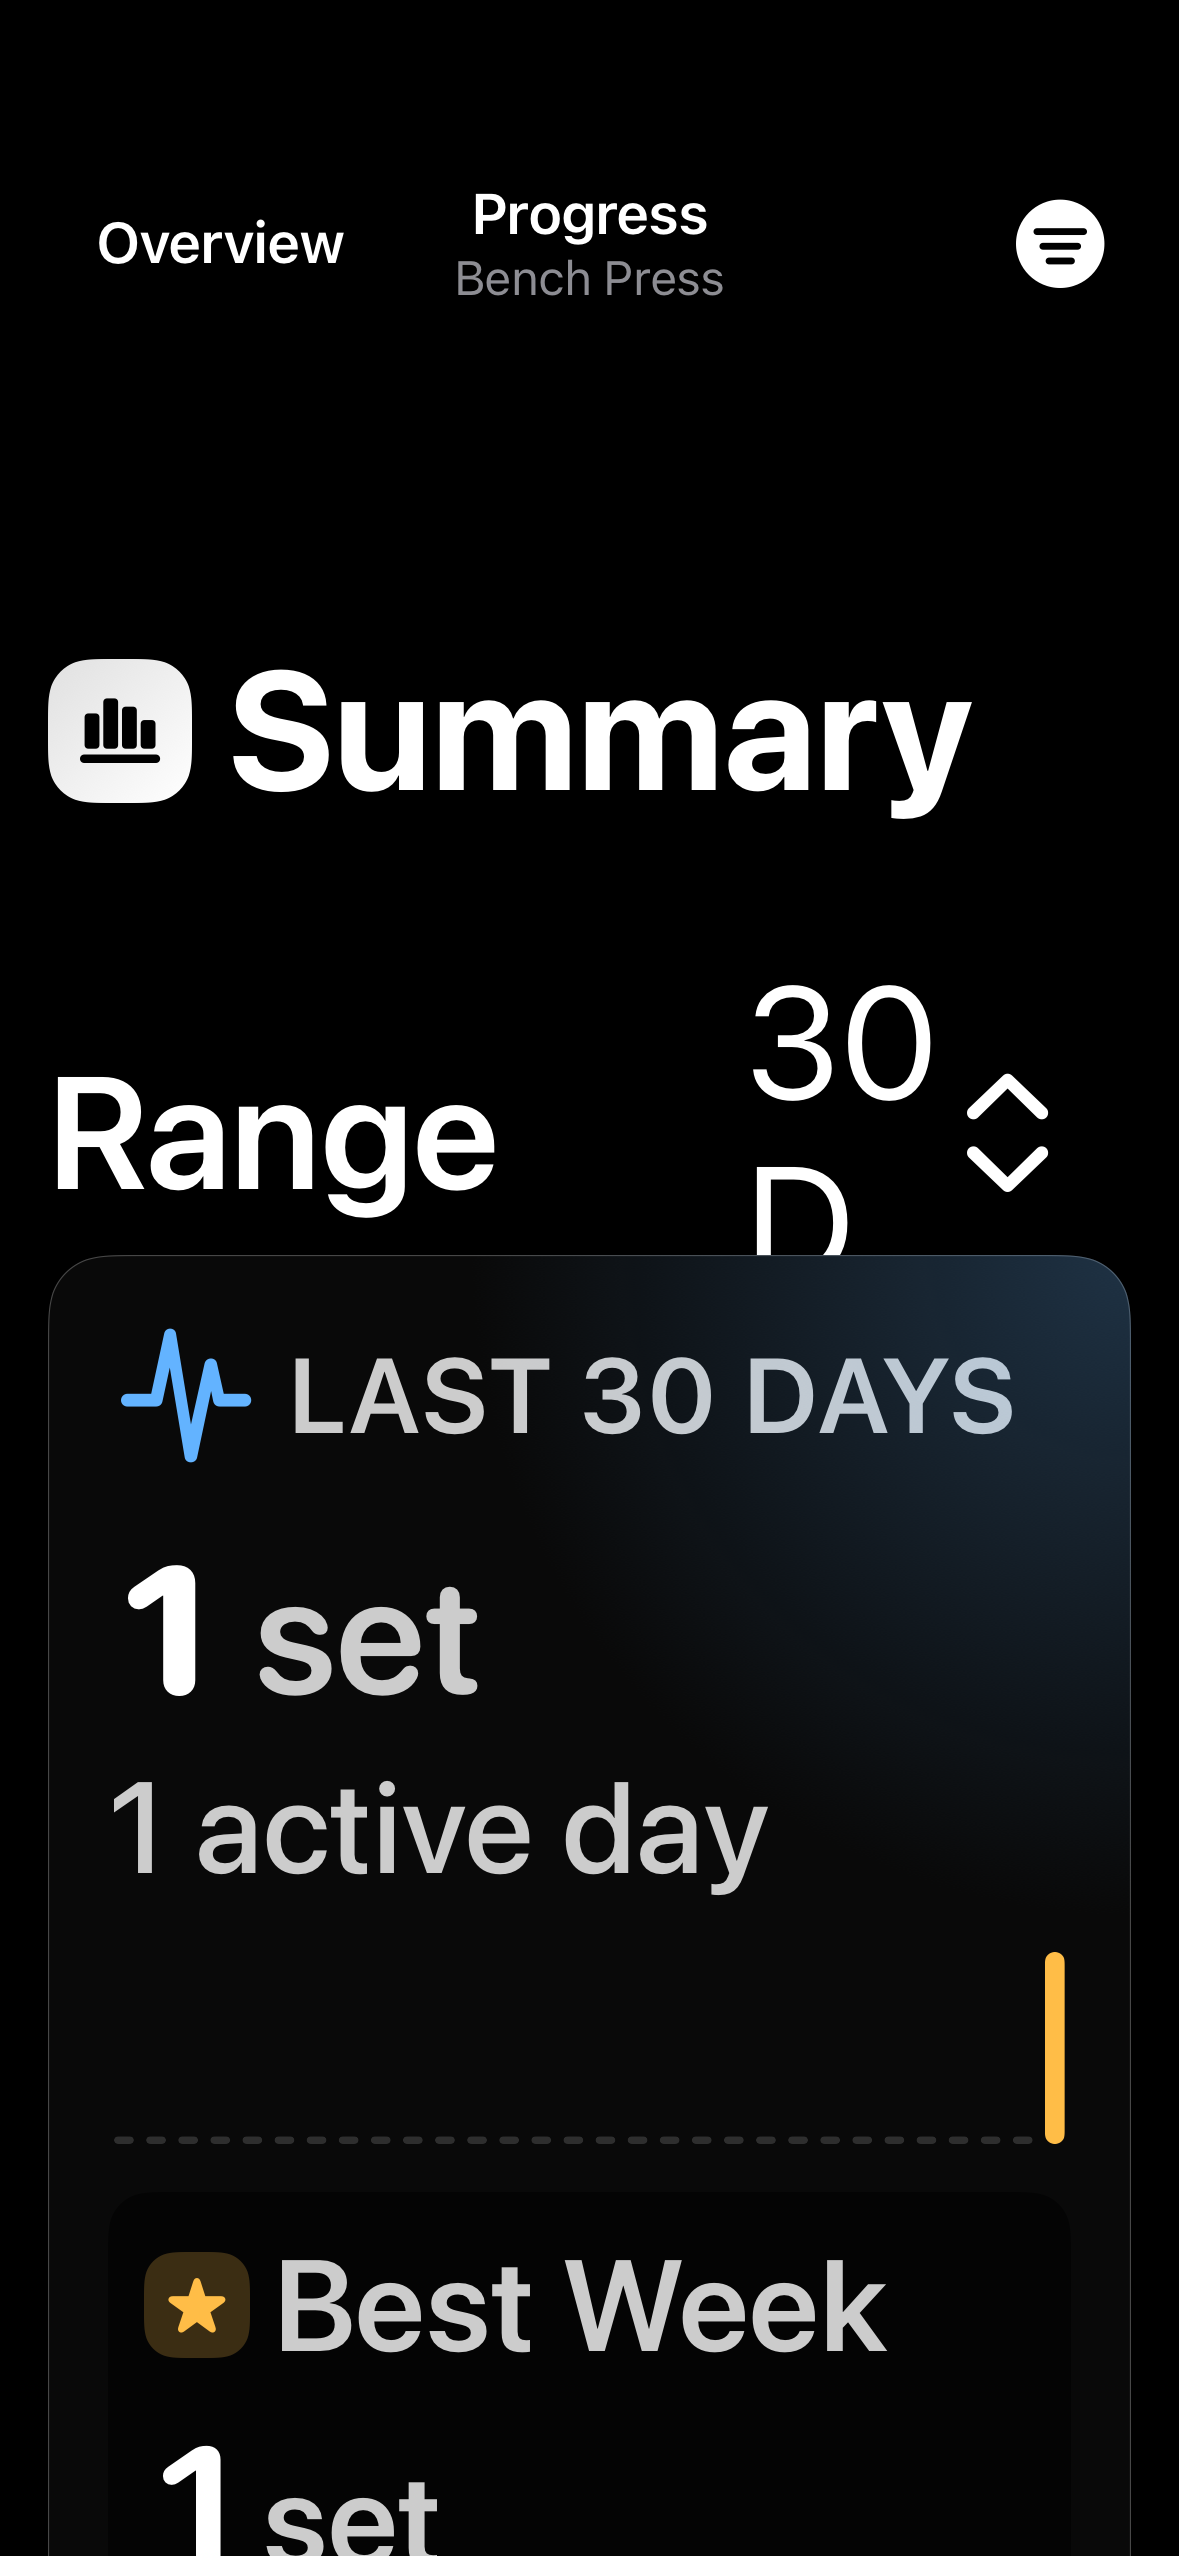 Overview
Progress
Bench Press
Summary
Range
30
D
LAST 30 DAYS
1 set
1 active day
Best Week
1 set